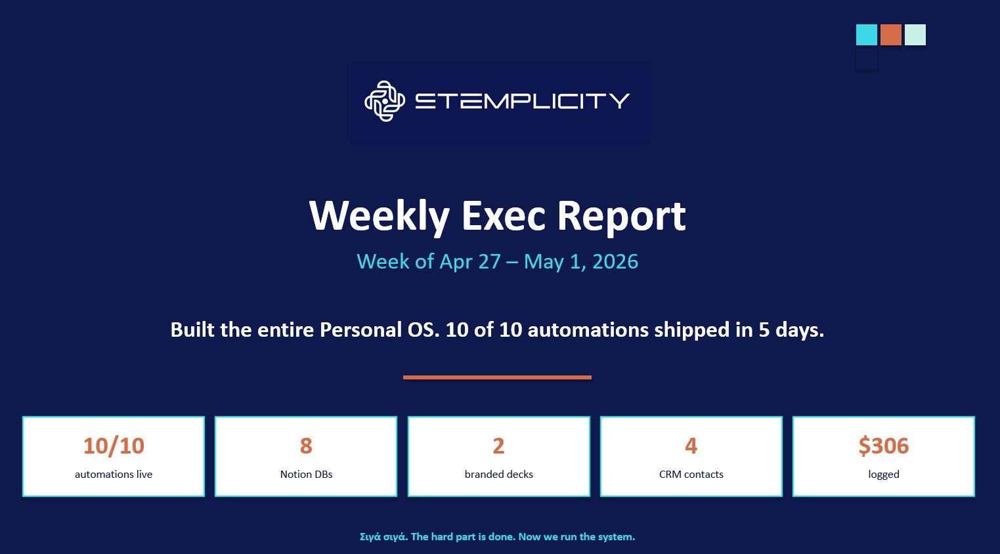 STEMPLICITY
Weekly Exec Report
Week of Apr 27 – May 1, 2026
Built the entire Personal OS. 10 of 10 automations shipped in 5 days.
10/10
automations live
8
Notion DBs
2
branded decks
4
CRM contacts
$306
logged
Σιγά σιγά. The hard part is done. Now we run the system.